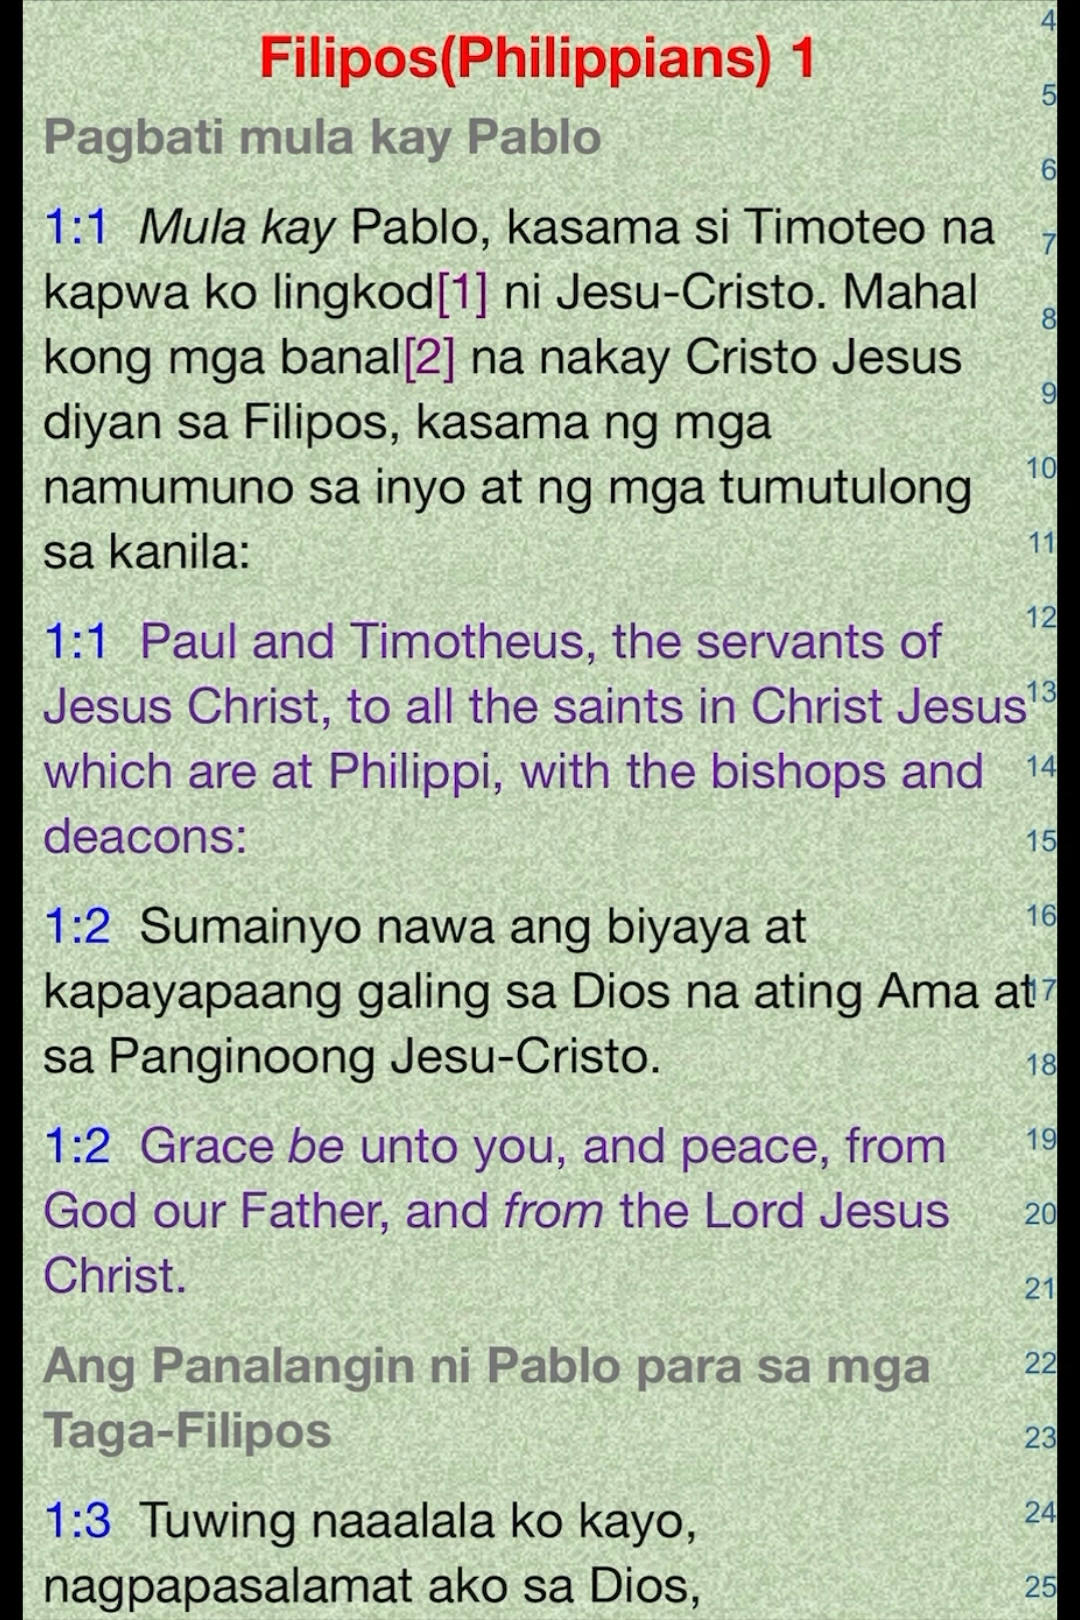 Filipos(Philippians) 1
Pagbati mula kay Pablo
1:1 Mula kay Pablo, kasama si Timoteo na
kapwa ko lingkod[1] ni Jesu-Cristo. Mahal
kong mga banal[2] na nakay Cristo Jesus
diyan sa Filipos, kasama ng mga
namumuno sa inyo at ng mga tumutulong
sa kanila:
1:1 Paul and Timotheus, the servants of
Jesus Christ, to all the saints in Christ Jesus
which are at Philippi, with the bishops and
deacons:
1:2 Sumainyo nawa ang biyaya at
kapayapaang galing sa Dios na ating Ama at
sa Panginoong Jesu-Cristo.
1:2 Grace be unto you, and peace, from
God our Father, and from the Lord Jesus
Christ.
Ang Panalangin ni Pablo para sa mga
Taga-Filipos
1:3 Tuwing naaalala ko kayo,
nagpapasalamat ako sa Dios,
4
5
6
7
8
9
10
11
12
13
14
15
16
17
18
19
20
21
22
23
24
25